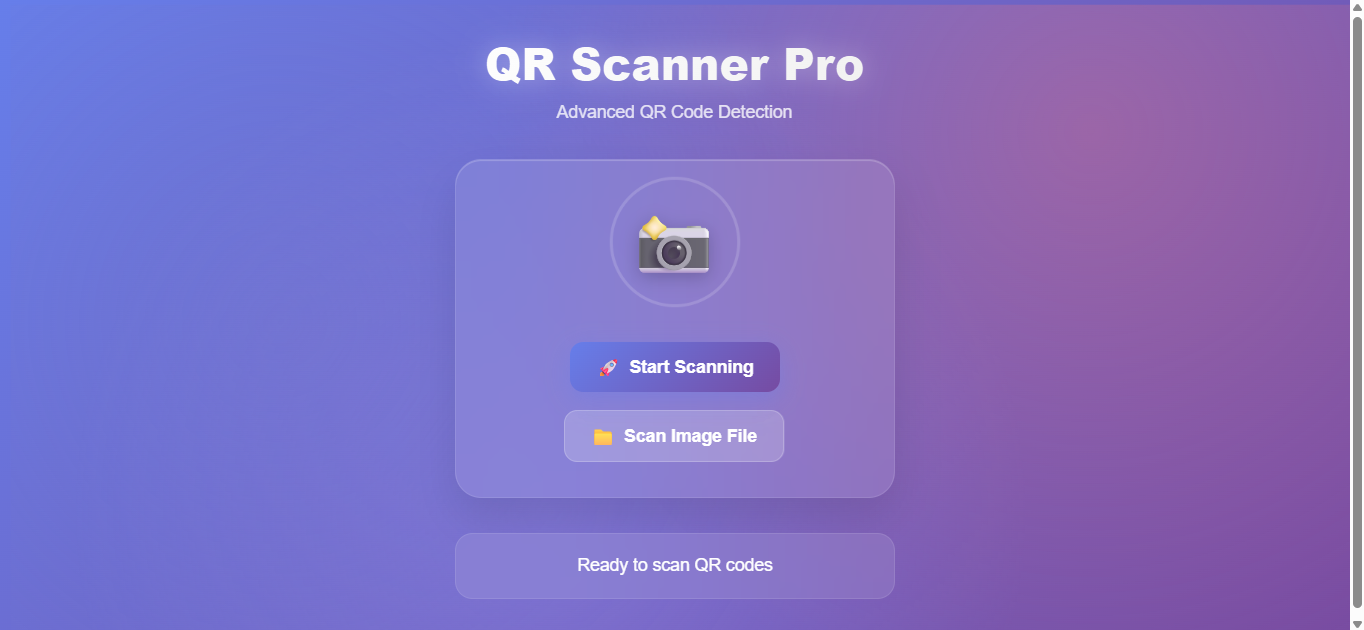 QR Scanner Pro
Advanced QR Code Detection
Start Scanning
Scan Image File
Ready to scan QR codes